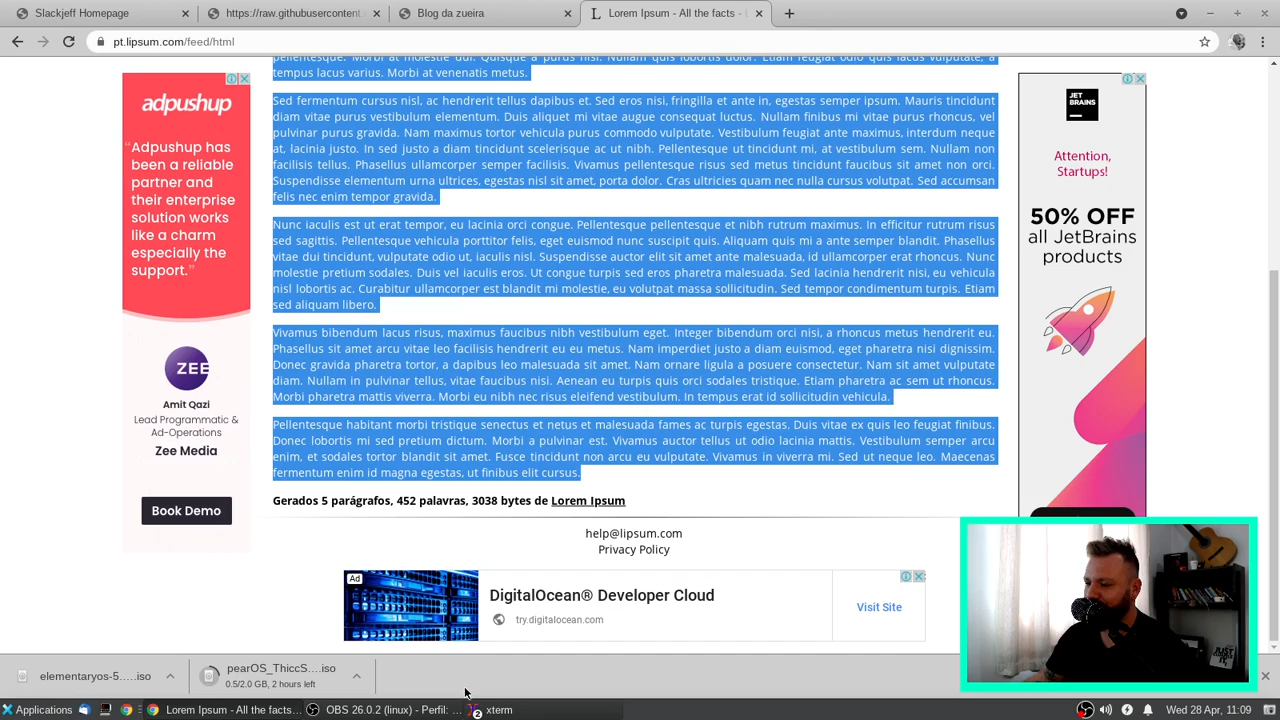 Slackjeff Homepage
https://raw.githubusercontent.
Blog da zueira
Lorem Ipsum - All the facts - L
pt.lipsum.com/feed/html
tempus lacus varius. Morbi at venenatis metus.
Sed fermentum cursus nisl, ac hendrerit tellus dapibus et. Sed eros nisi, fringilla et ante in, egestas semper ipsum. Mauris tincidunt
diam vitae purus vestibulum elementum. Duis aliquet mi vitae augue consequat luctus. Nullam finibus mi vitae purus rhoncus, vel
pulvinar purus gravida. Nam maximus tortor vehicula purus commodo vulputate. Vestibulum feugiat ante maximus, interdum neque
at, lacinia justo. In sed justo a diam tincidunt scelerisque ac ut nibh. Pellentesque ut tincidunt mi, at vestibulum sem. Nullam non
facilisis tellus. Phasellus ullamcorper semper facilisis. Vivamus pellentesque risus sed metus tincidunt faucibus sit amet non orci.
Suspendisse elementum urna ultrices, egestas nisl sit amet, porta dolor. Cras ultricies quam nec nulla cursus volutpat. Sed accumsan
felis nec enim tempor gravida.
Nunc iaculis est ut erat tempor, eu lacinia orci congue. Pellentesque pellentesque et nibh rutrum maximus. In efficitur rutrum risus
sed sagittis. Pellentesque vehicula porttitor felis, eget euismod nunc suscipit quis. Aliquam quis mi a ante semper blandit. Phasellus
vitae dui tincidunt, vulputate odio ut, iaculis nisl. Suspendisse auctor elit sit amet ante malesuada, id ullamcorper erat rhoncus. Nunc
molestie pretium sodales. Duis vel iaculis eros. Ut congue turpis sed eros pharetra malesuada. Sed lacinia hendrerit nisi, eu vehicula
nisl lobortis ac. Curabitur ullamcorper est blandit mi molestie, eu volutpat massa sollicitudin. Sed tempor condimentum turpis. Etiam
sed aliquam libero.
Vivamus bibendum lacus risus, maximus faucibus nibh vestibulum eget. Integer bibendum orci nisi, a rhoncus metus hendrerit eu.
Phasellus sit amet arcu vitae leo facilisis hendrerit eu eu metus. Nam imperdiet justo a diam euismod, eget pharetra nisi dignissim.
Donec gravida pharetra tortor, a dapibus leo malesuada sit amet. Nam ornare ligula a posuere consectetur. Nam sit amet vulputate
diam. Nullam in pulvinar tellus, vitae faucibus nisi. Aenean eu turpis quis orci sodales tristique. Etiam pharetra ac sem ut rhoncus.
Morbi pharetra mattis viverra. Morbi eu nibh nec risus eleifend vestibulum. In tempus erat id sollicitudin vehicula.
Pellentesque habitant morbi tristique senectus et netus et malesuada fames ac turpis egestas. Duis vitae ex quis leo feugiat finibus.
Donec lobortis mi sed pretium dictum. Morbi a pulvinar est. Vivamus auctor tellus ut odio lacinia mattis. Vestibulum semper arcu
enim, et sodales tortor blandit sit amet. Fusce tincidunt non arcu eu vulputate. Vivamus in viverra mi. Sed ut neque leo. Maecenas
fermentum enim id magna egestas, ut finibus elit cursus.
Gerados 5 parágrafos, 452 palavras, 3038 bytes de Lorem Ipsum
help@lipsum.com
Privacy Policy
adpushup
“Adpushup has
been a reliable
partner and
their enterprise
solution works
like a charm
especially the
support.”
ZEE
Amit Qazi
Lead Programmatic &
Ad-Operations
Zee Media
Book Demo
JET
BRAINS
Attention,
Startups!
50% OFF
all JetBrains
products
Ad
DigitalOcean® Developer Cloud
try.digitalocean.com
Visit Site
JUST
elementaryos-5....iso
pearOS_ThiccS....iso
0.5/2.0 GB, 2 hours left
Applications
Lorem Ipsum - All the facts...
OBS 26.0.2 (linux) - Perfil: ...
2
xterm
Wed 28 Apr, 11:09